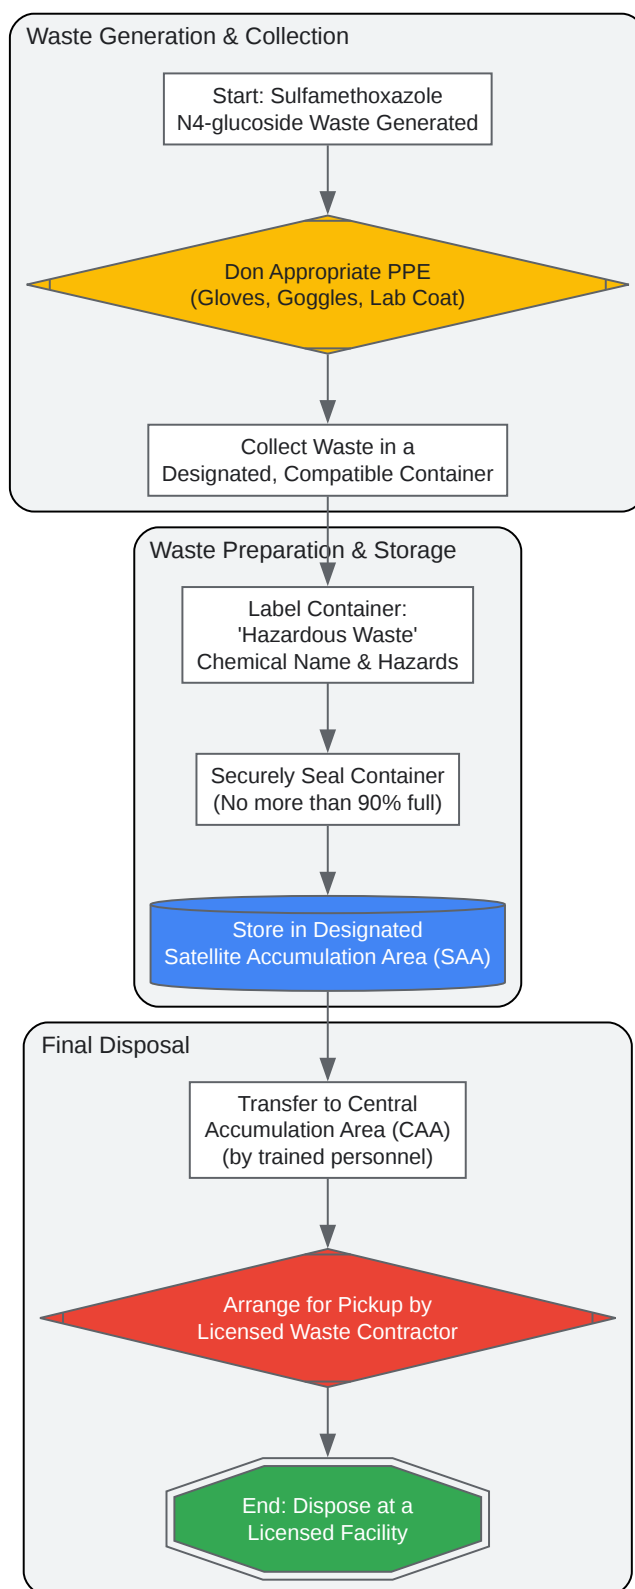 Waste Generation & Collection
Start: Sulfamethoxazole
N4-glucoside Waste Generated
Don Appropriate PPE
(Gloves, Goggles, Lab Coat)
Collect Waste in a
Designated, Compatible Container
Waste Preparation & Storage
Label Container:
'Hazardous Waste'
Chemical Name & Hazards
Securely Seal Container
(No more than 90% full)
Store in Designated
Satellite Accumulation Area (SAA)
Final Disposal
Transfer to Central
Accumulation Area (CAA)
(by trained personnel)
Arrange for Pickup by
Licensed Waste Contractor
End: Dispose at a
Licensed Facility